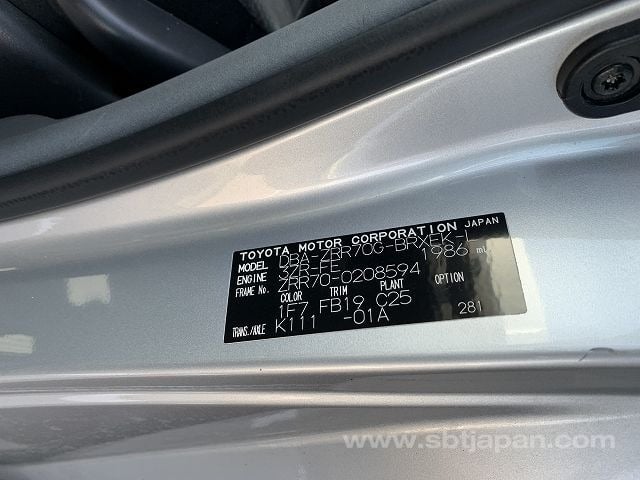 TOYOTA MOTOR CORPORATION JAPAN
MODEL DBA-ZRR70G-BRXEK-L
ENGINE 3ZR-FE 1986 mL
FRAME No. ZRR70-0208594
COLOR TRIM PLANT OPTION
1F7 FB19 C25
TRANS./AXLE K111 -01A 281
www.sbtjapan.com